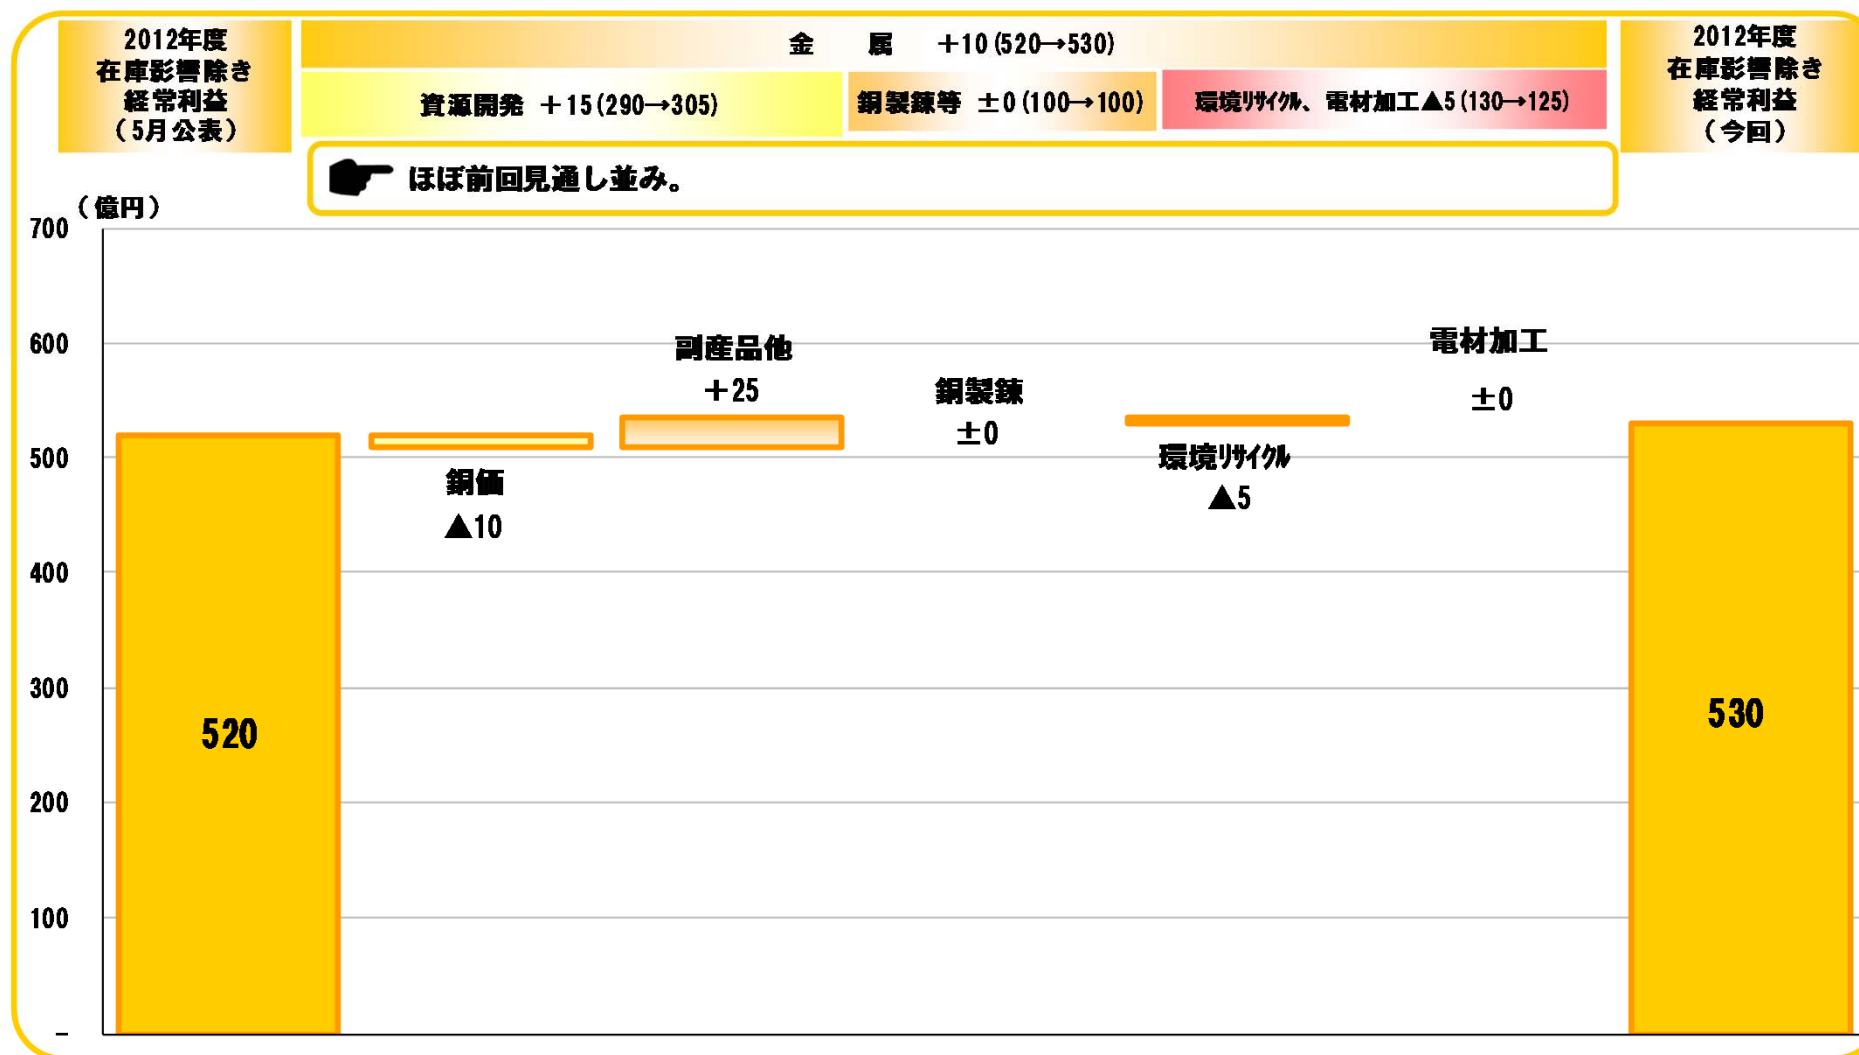 2012年度
在庫影響除き
経常利益
（5月公表）
金　　属　+10(520→530)
資源開発 +15(290→305)
銅製錬等 ±0(100→100)
環境リサイクル、電材加工▲5(130→125)
2012年度
在庫影響除き
経常利益
（今回）
ほぼ前回見通し並み。
（億円）
700
600
500
400
300
200
100
–
520
銅価
▲10
副産品他
+25
銅製錬
±0
環境リサイクル
▲5
電材加工
±0
530